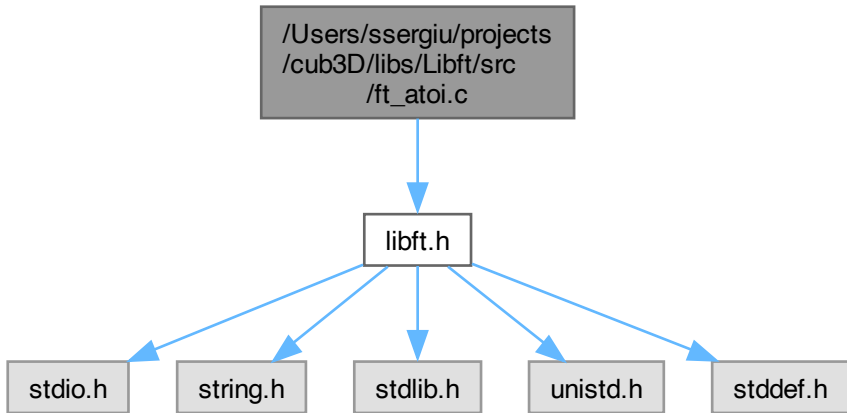 /Users/ssergiu/projects
/cub3D/libs/Libft/src
/ft_atoi.c
libft.h
stdio.h
string.h
stdlib.h
unistd.h
stddef.h